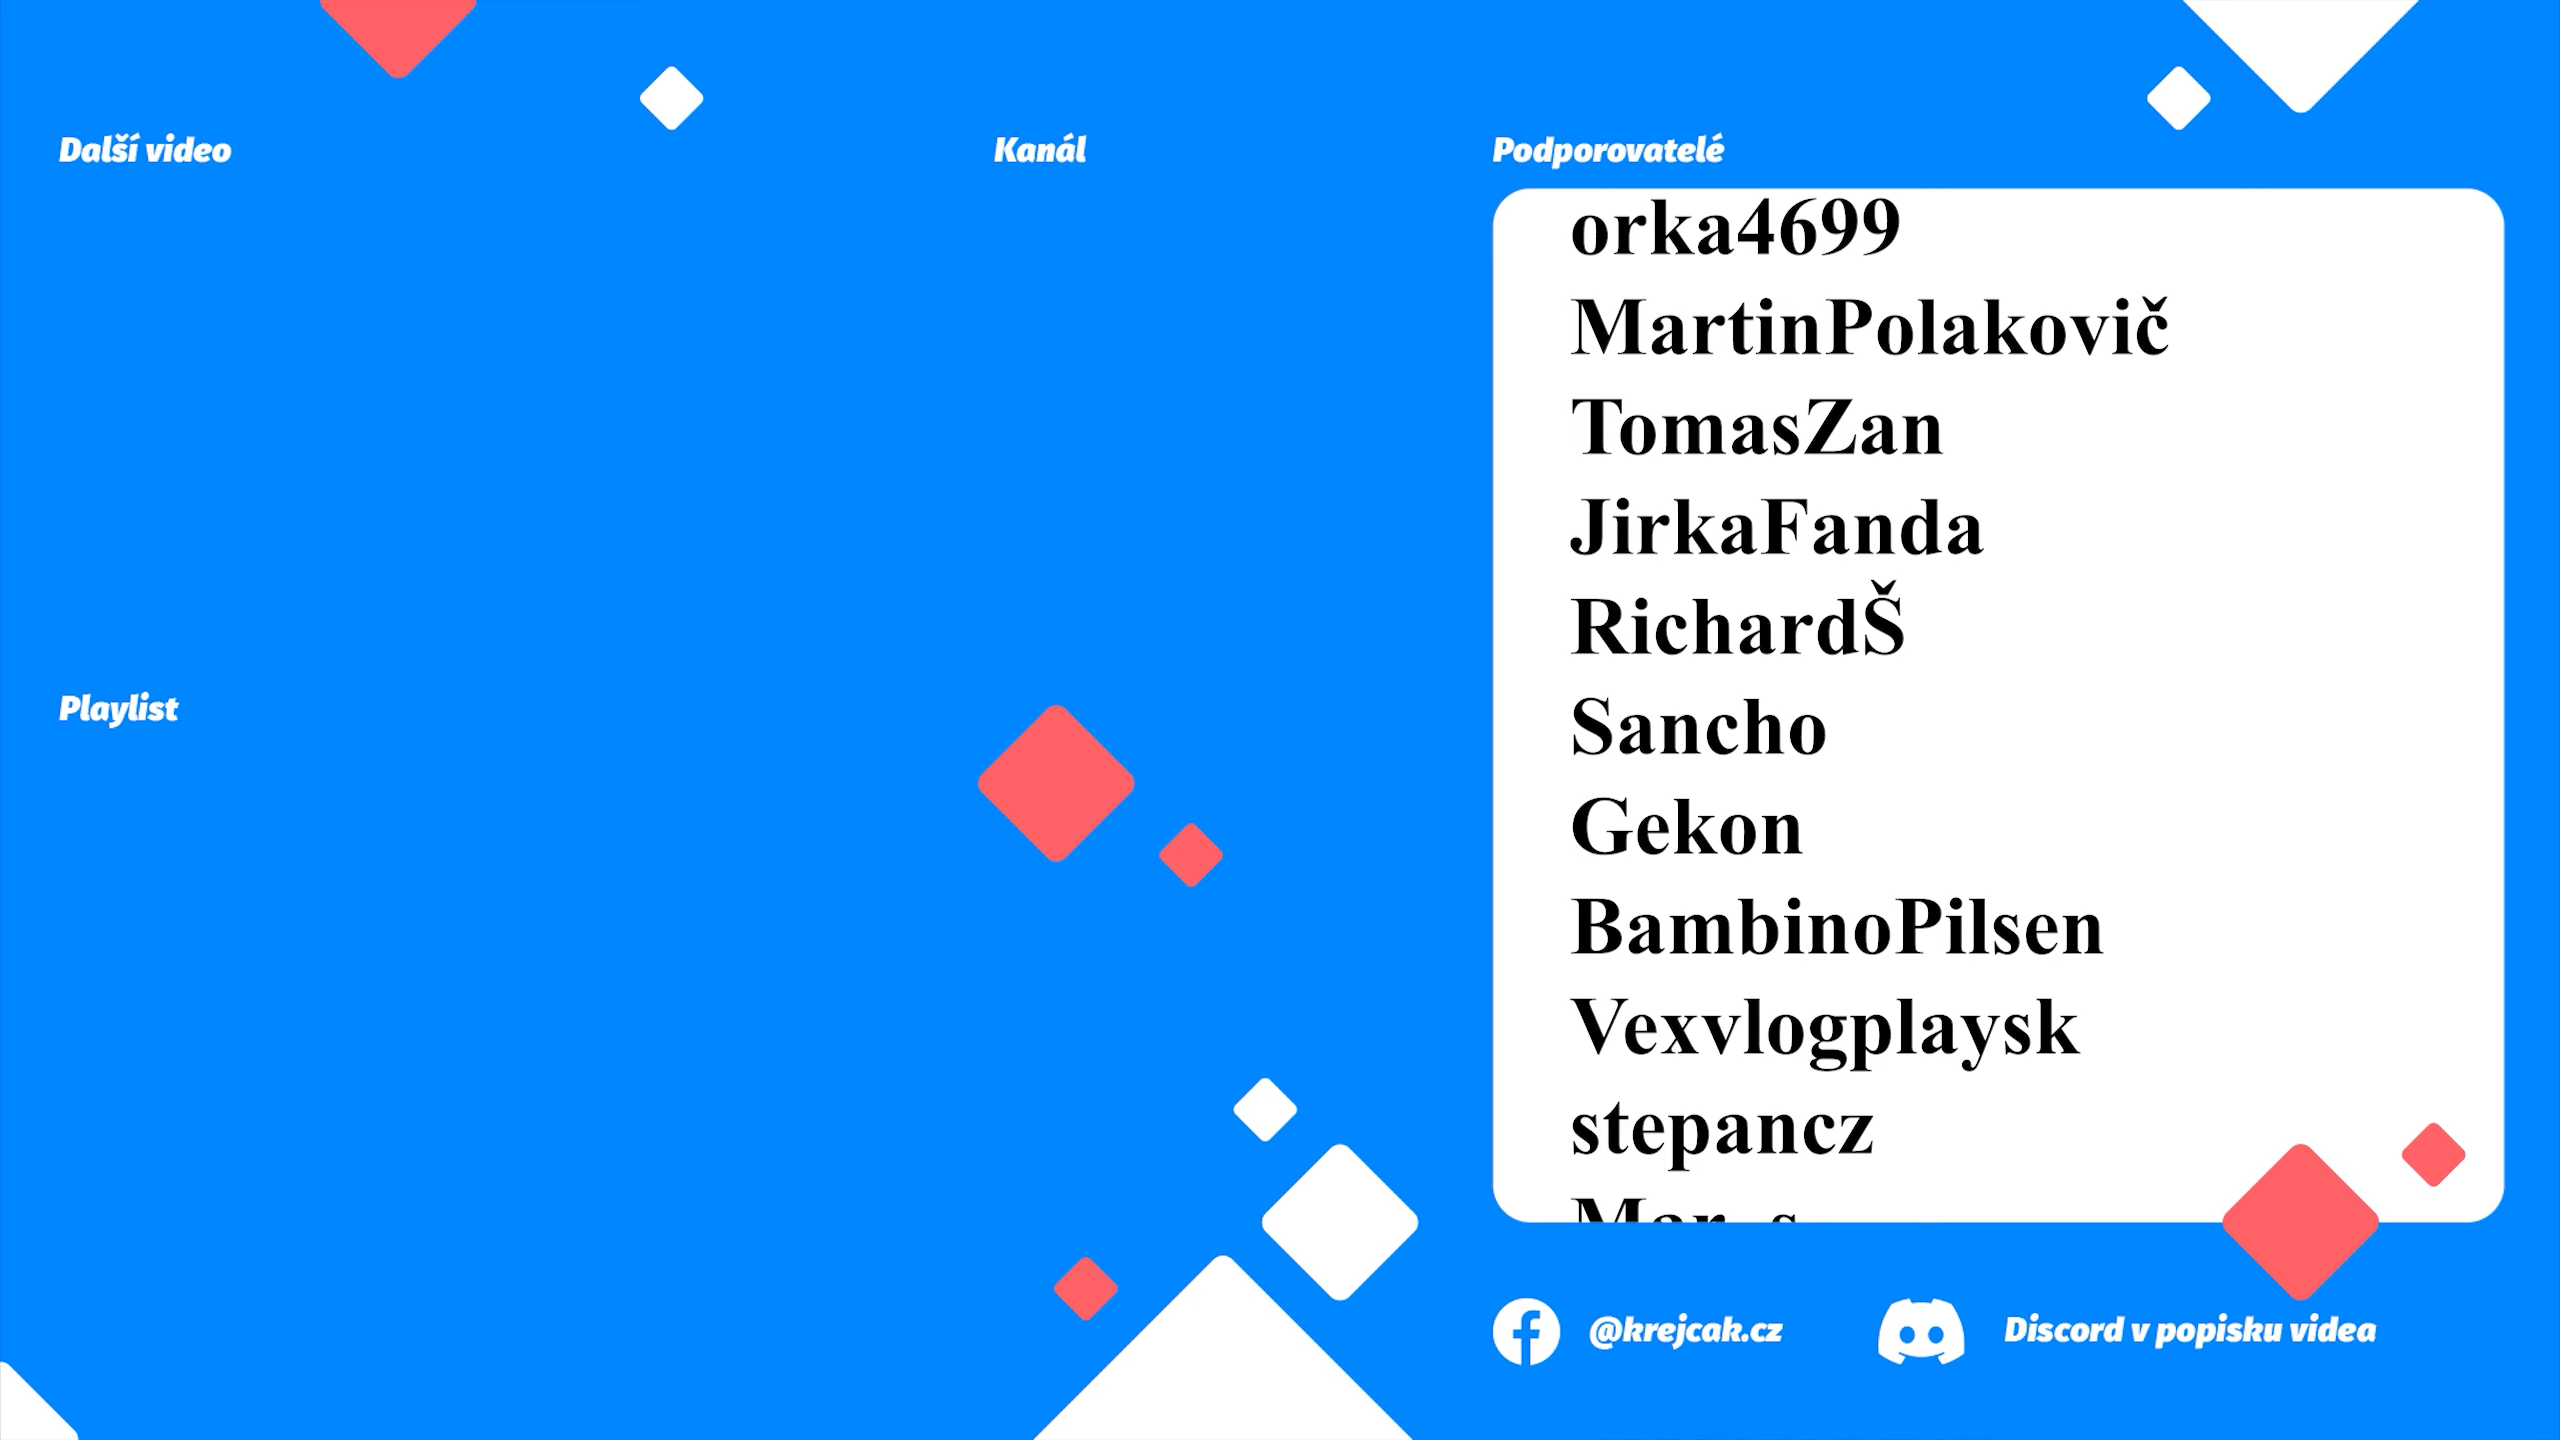 Další video
Kanál
Podporovatelé
orka4699
MartinPolakovič
TomasZan
JirkaFanda
RichardŠ
Sancho
Gekon
BambinoPilsen
Vexvlogplaysk
stepancz
Playlist
@krejcak.cz
Discord v popisku videa